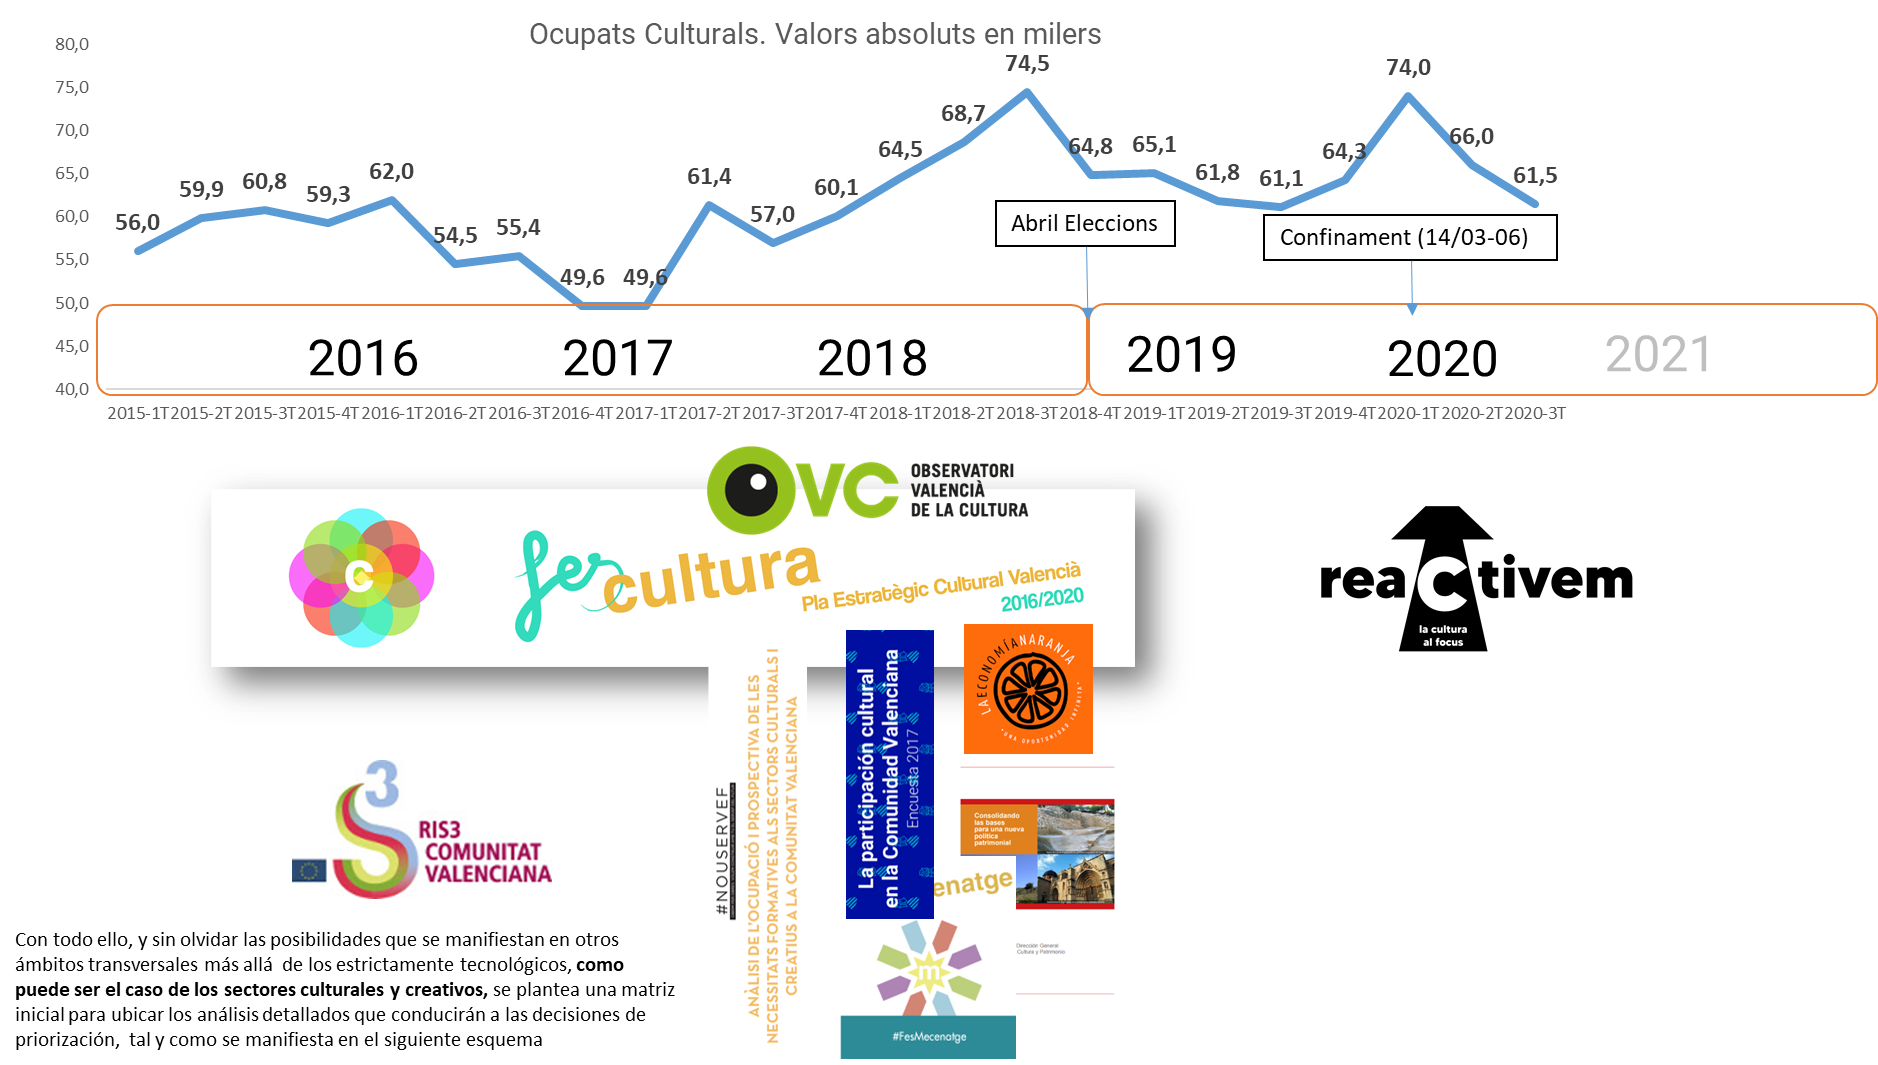 Ocupats Culturals. Valors absoluts en milers
80,0
75,0
70,0
65,0
60,0
55,0
50,0
45,0
40,0
56,0
59,9
60,8
59,3
62,0
54,5
55,4
49,6
49,6
61,4
57,0
60,1
64,5
68,7
74,5
64,8
65,1
61,8
61,1
64,3
74,0
66,0
61,5
Abril Eleccions
Confinament (14/03-06)
2016
2017
2018
2019
2020
2021
2015-1T 2015-2T 2015-3T 2015-4T 2016-1T 2016-2T 2016-3T 2016-4T 2017-1T 2017-2T 2017-3T 2017-4T 2018-1T 2018-2T 2018-3T 2018-4T 2019-1T 2019-2T 2019-3T 2019-4T 2020-1T 2020-2T 2020-3T
OVC
OBSERVATORI
VALENCIÀ
DE LA CULTURA
C
fer cultura
Pla Estratègic Cultural Valencià
2016/2020
reaCtivem
la cultura
al focus
#NOUSERVEF
ANÀLISI DE L'OCUPACIÓ I PROSPECTIVA DE LES
NECESSITATS FORMATIVES ALS SECTORS CULTURALS I
CREATIUS A LA COMUNITAT VALENCIANA
La participación cultural
en la Comunidad Valenciana
Encuesta 2017
LAECONOMÍANARANJA
"UNA OPORTUNIDAD INFINITA"
Consolidando
las bases
para una nueva
política
patrimonial
enatge
Dirección General
Cultura y Patrimonio
m
#FesMecenatge
S3
RIS3
COMUNITAT
VALENCIANA
Con todo ello, y sin olvidar las posibilidades que se manifiestan en otros
ámbitos transversales más allá de los estrictamente tecnológicos, como
puede ser el caso de los sectores culturales y creativos, se plantea una matriz
inicial para ubicar los análisis detallados que conducirán a las decisiones de
priorización, tal y como se manifiesta en el siguiente esquema